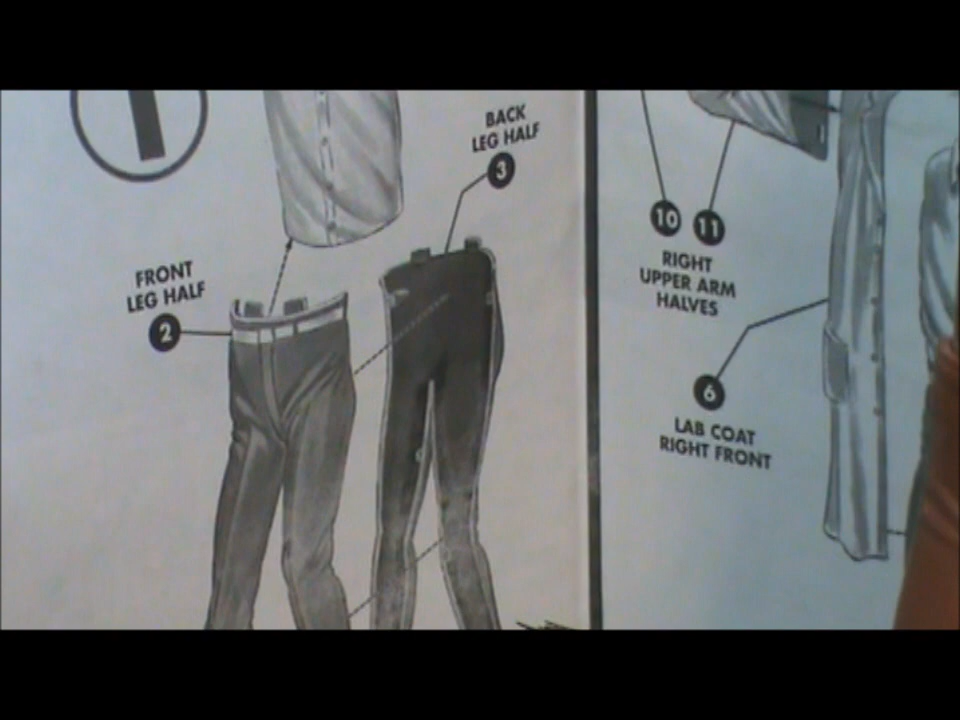 1
BACK
LEG HALF
3
FRONT
LEG HALF
2
10 11
RIGHT
UPPER ARM
HALVES
6
LAB COAT
RIGHT FRONT